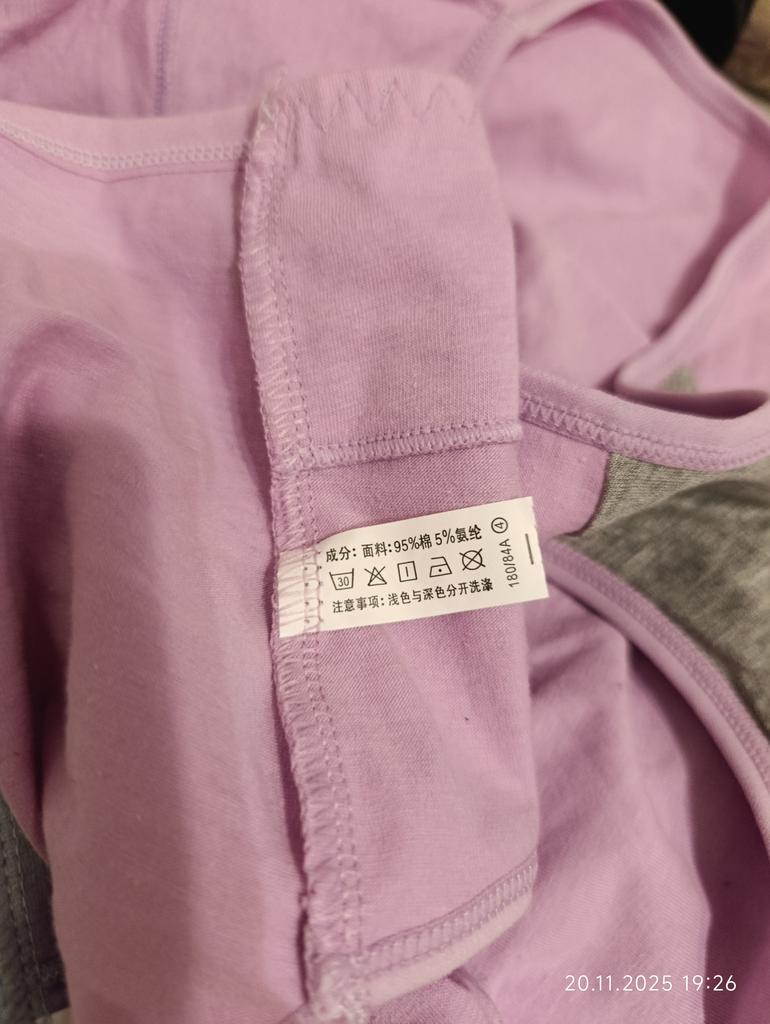 成分: 面料:95%棉 5%氨纶
30
注意事项: 浅色与深色分开洗涤
180/84A ④
20.11.2025 19:26